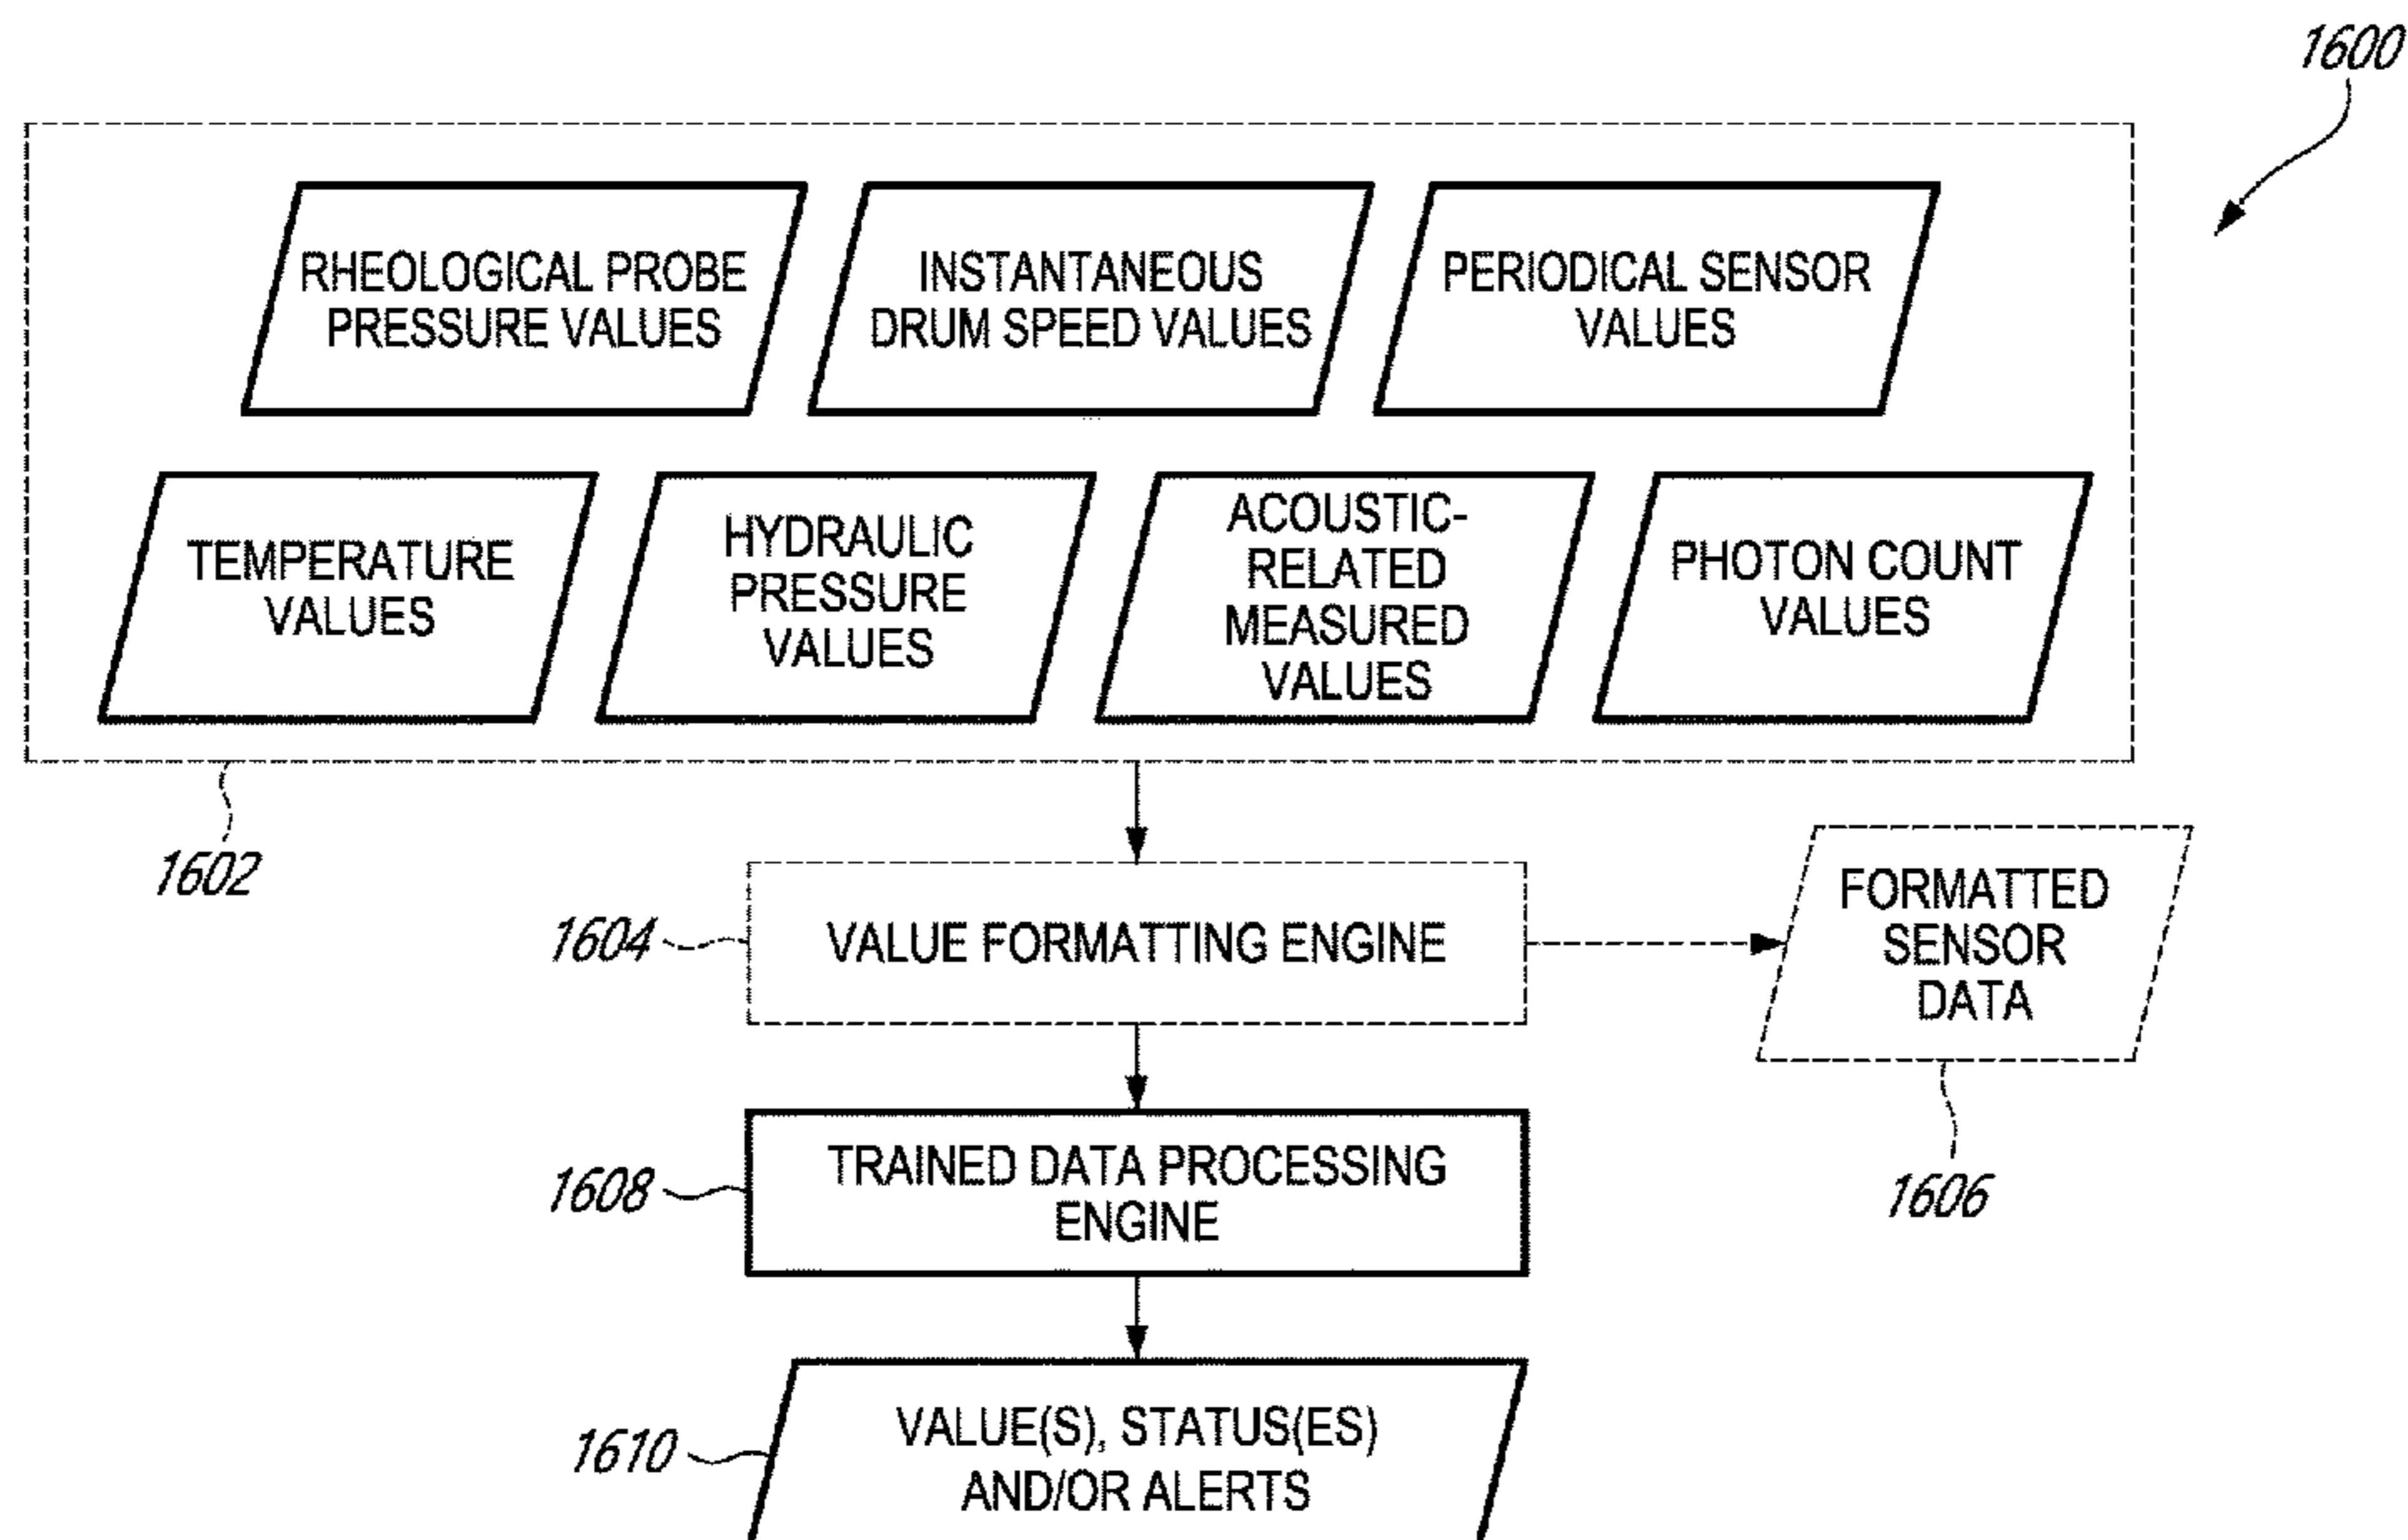 1600
RHEOLOGICAL PROBE
PRESSURE VALUES
INSTANTANEOUS
DRUM SPEED VALUES
PERIODICAL SENSOR
VALUES
TEMPERATURE
VALUES
HYDRAULIC
PRESSURE
VALUES
ACOUSTIC-
RELATED
MEASURED
VALUES
PHOTON COUNT
VALUES
1602
1604
VALUE FORMATTING ENGINE
FORMATTED
SENSOR
DATA
1606
1608
TRAINED DATA PROCESSING
ENGINE
1610
VALUE(S), STATUS(ES)
AND/OR ALERTS